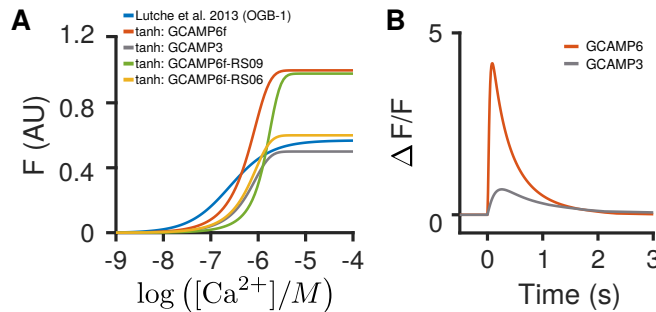 A
Lutche et al. 2013 (OGB-1)
tanh: GCAMP6f
tanh: GCAMP3
tanh: GCAMP6f-RS09
tanh: GCAMP6f-RS06
F (AU)
1.2
0.8
0.4
0
-9 -8 -7 -6 -5 -4
log ([Ca²⁺]/M)
B
GCAMP6
GCAMP3
Δ F/F
5
0
0 1 2 3
Time (s)